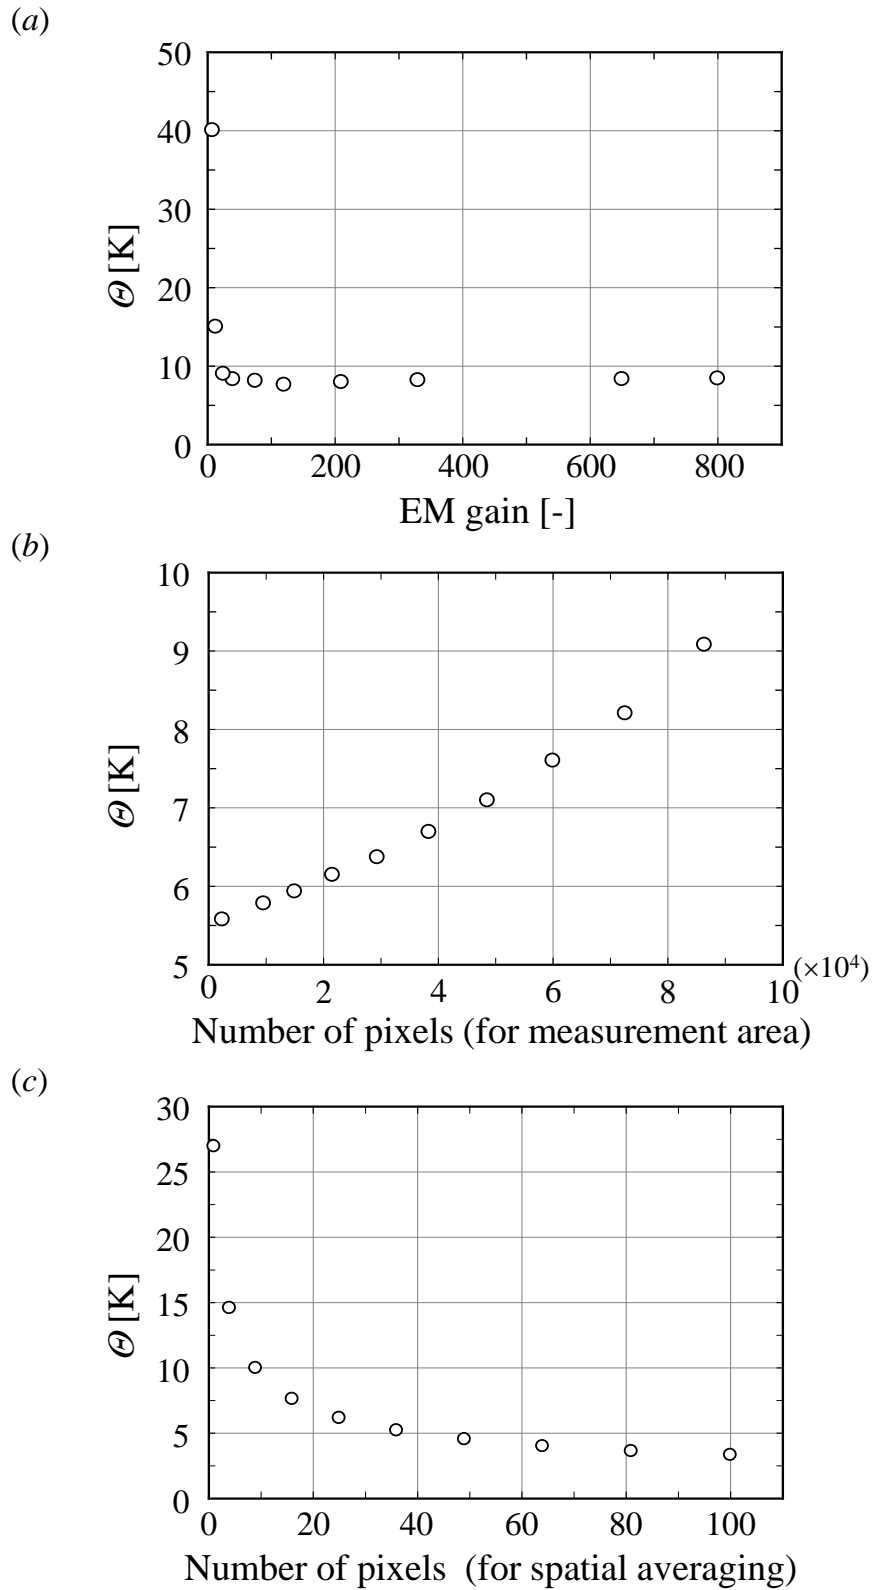 (a)
50
40
30
20
10
0
Θ [K]
0 200 400 600 800
EM gain [-]
(b)
10
9
8
7
6
5
Θ [K]
0 2 4 6 8 10 (×10⁴)
Number of pixels (for measurement area)
(c)
30
25
20
15
10
5
0
Θ [K]
0 20 40 60 80 100
Number of pixels (for spatial averaging)